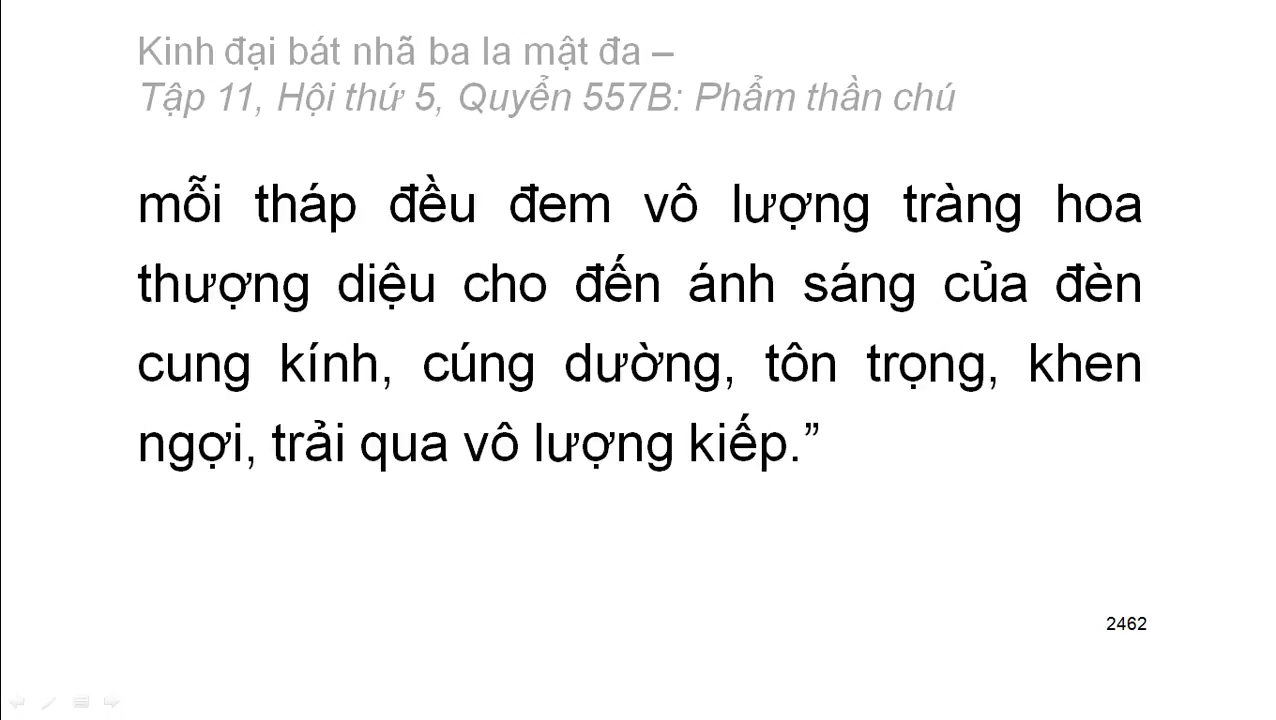 Kinh đại bát nhã ba la mật đa –
Tập 11, Hội thứ 5, Quyển 557B: Phẩm thần chú
mỗi tháp đều đem vô lượng tràng hoa
thượng diệu cho đến ánh sáng của đèn
cung kính, cúng dường, tôn trọng, khen
ngợi, trải qua vô lượng kiếp.”
2462